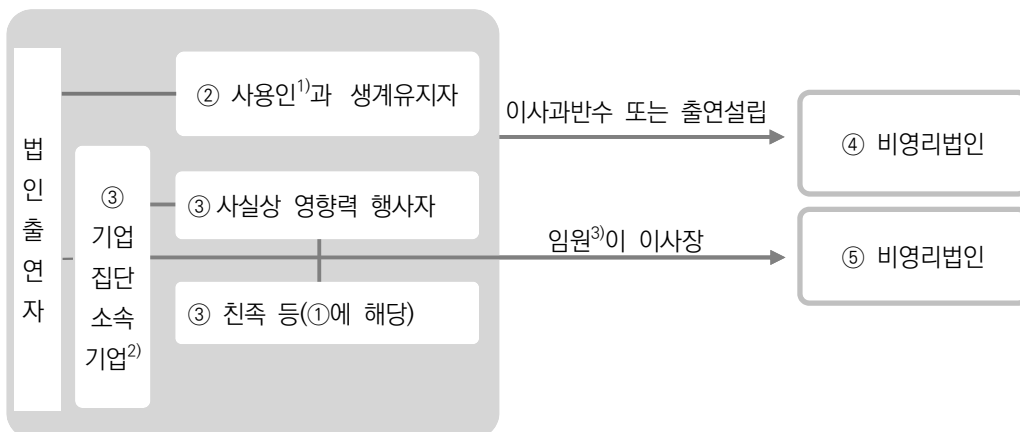 법
인
출
연
자
② 사용인1)과 생계유지자
③
기업
집단
소속
기업2)
③ 사실상 영향력 행사자
③ 친족 등(①에 해당)
이사과반수 또는 출연설립
④ 비영리법인
임원3)이 이사장
⑤ 비영리법인